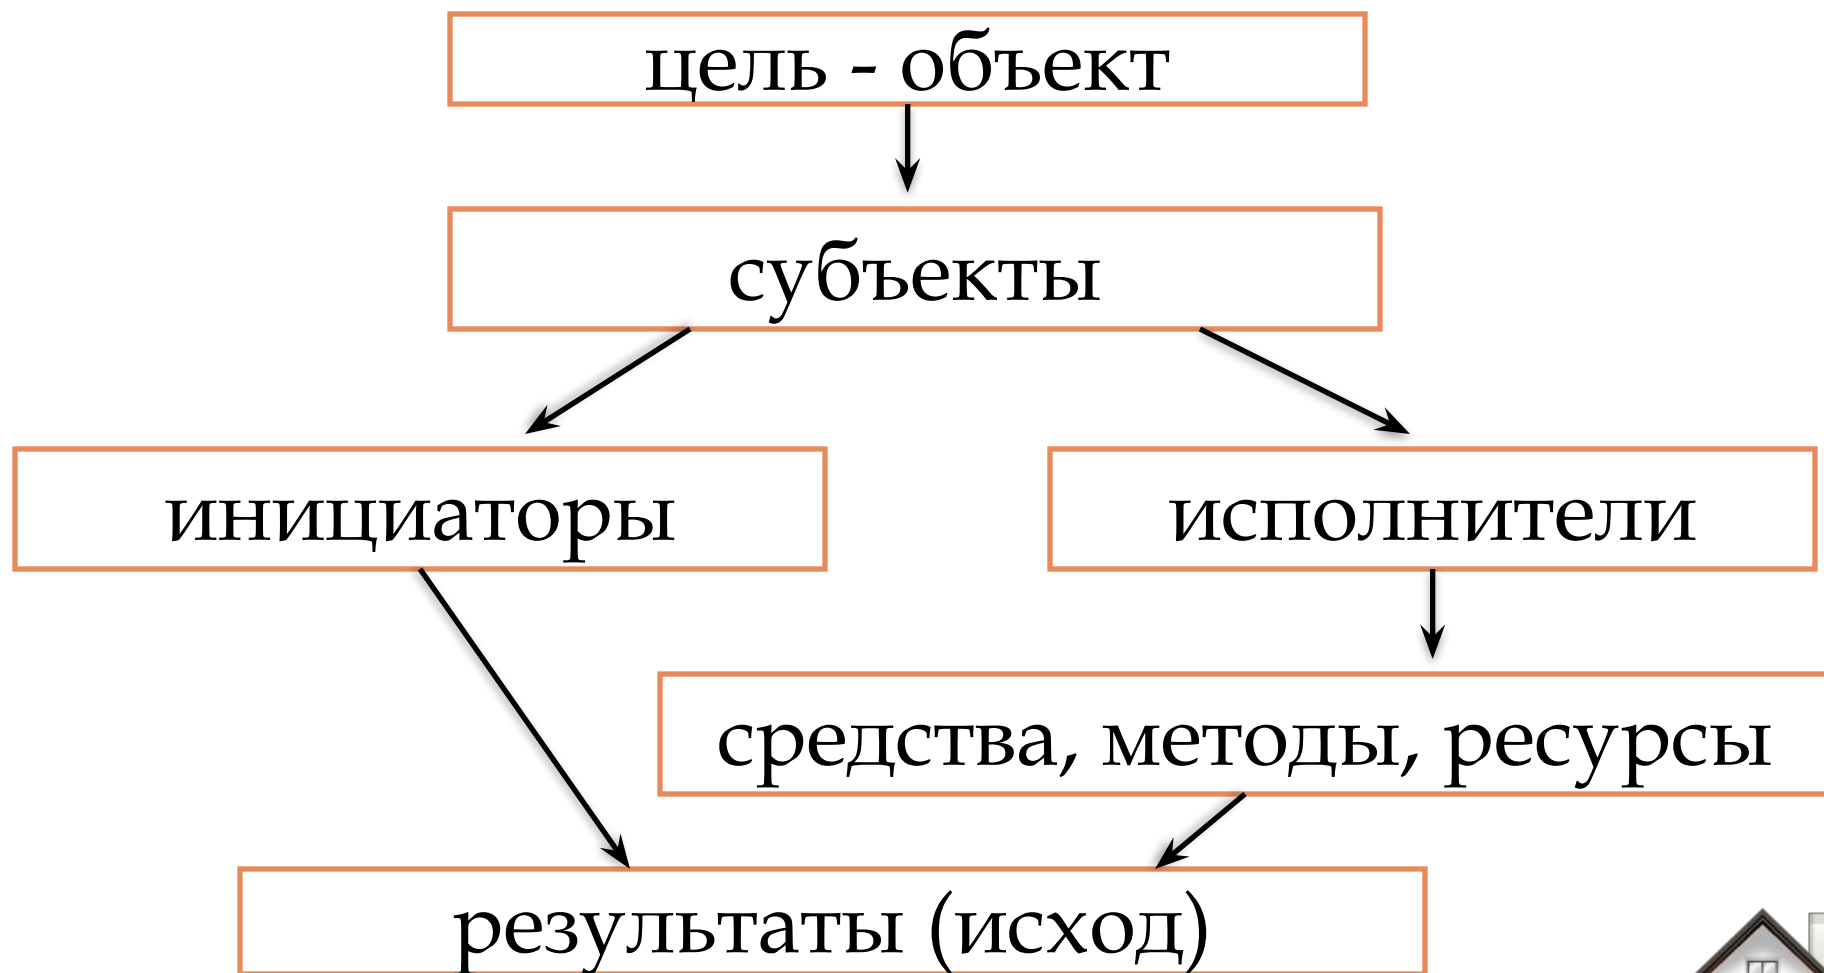 цель - объект
субъекты
инициаторы
исполнители
средства, методы, ресурсы
результаты (исход)